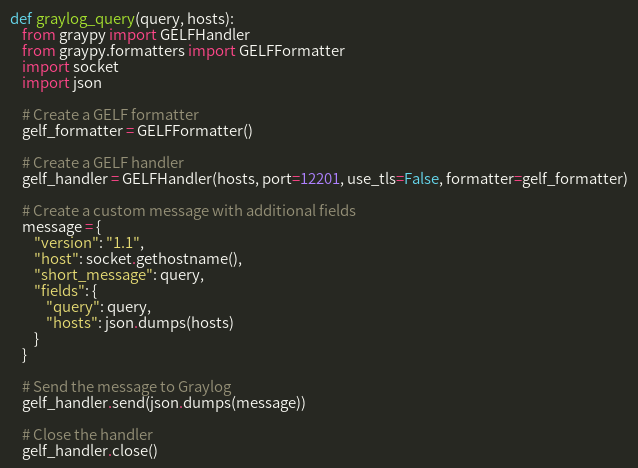 def graylog_query(query, hosts):
    from graypy import GELFHandler
    from graypy.formatters import GELFFormatter
    import socket
    import json

    # Create a GELF formatter
    gelf_formatter = GELFFormatter()

    # Create a GELF handler
    gelf_handler = GELFHandler(hosts, port=12201, use_tls=False, formatter=gelf_formatter)

    # Create a custom message with additional fields
    message = {
        "version": "1.1",
        "host": socket.gethostname(),
        "short_message": query,
        "fields": {
            "query": query,
            "hosts": json.dumps(hosts)
        }
    }

    # Send the message to Graylog
    gelf_handler.send(json.dumps(message))

    # Close the handler
    gelf_handler.close()